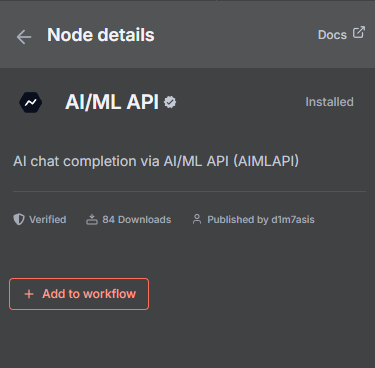 Node details
Docs
AI/ML API
Installed
AI chat completion via AI/ML API (AIMLAPI)
Verified 84 Downloads Published by d1m7asis
+ Add to workflow